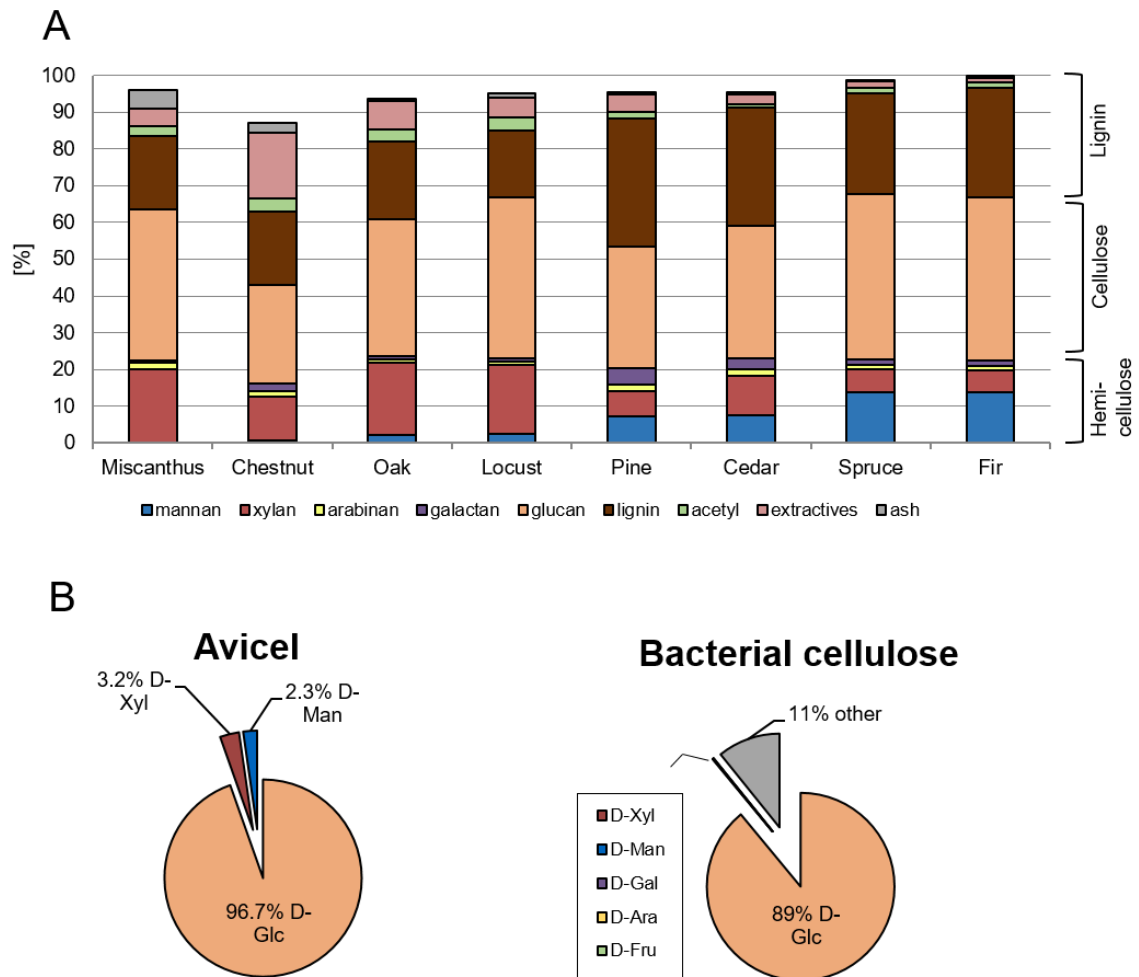 A
100
90
80
70
60
50
40
30
20
10
0
[%]
Lignin
Cellulose
Hemi-
cellulose
Miscanthus Chestnut Oak Locust Pine Cedar Spruce Fir
mannan xylan arabinan galactan glucan lignin acetyl extractives ash
B
Avicel
3.2% D-
Xyl
2.3% D-
Man
96.7% D-
Glc
Bacterial cellulose
11% other
D-Xyl
D-Man
D-Gal
D-Ara
D-Fru
89% D-
Glc